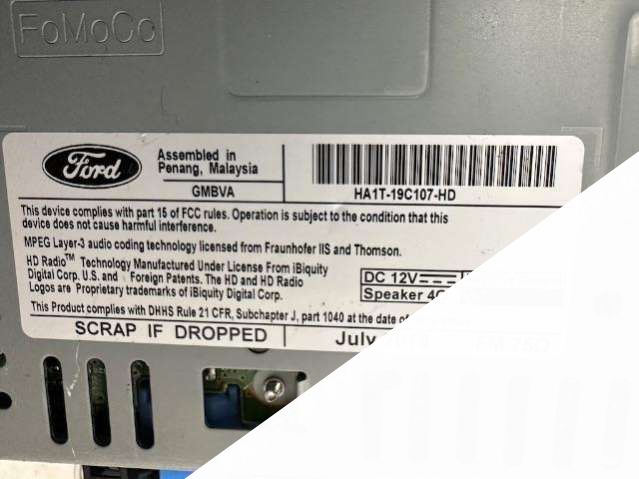 FoMoCo
Ford
Assembled in
Penang, Malaysia
GMBVA
HA1T-19C107-HD
This device complies with part 15 of FCC rules. Operation is subject to the condition that this
device does not cause harmful interference.
MPEG Layer-3 audio coding technology licensed from Fraunhofer IIS and Thomson.
HD Radio™ Technology Manufactured Under License From iBiquity
Digital Corp. U.S. and Foreign Patents. The HD and HD Radio
Logos are Proprietary trademarks of iBiquity Digital Corp.
DC 12V
Speaker
This Product complies with DHHS Rule 21 CFR, Subchapter J, part 1040 at the date of
SCRAP IF DROPPED
July